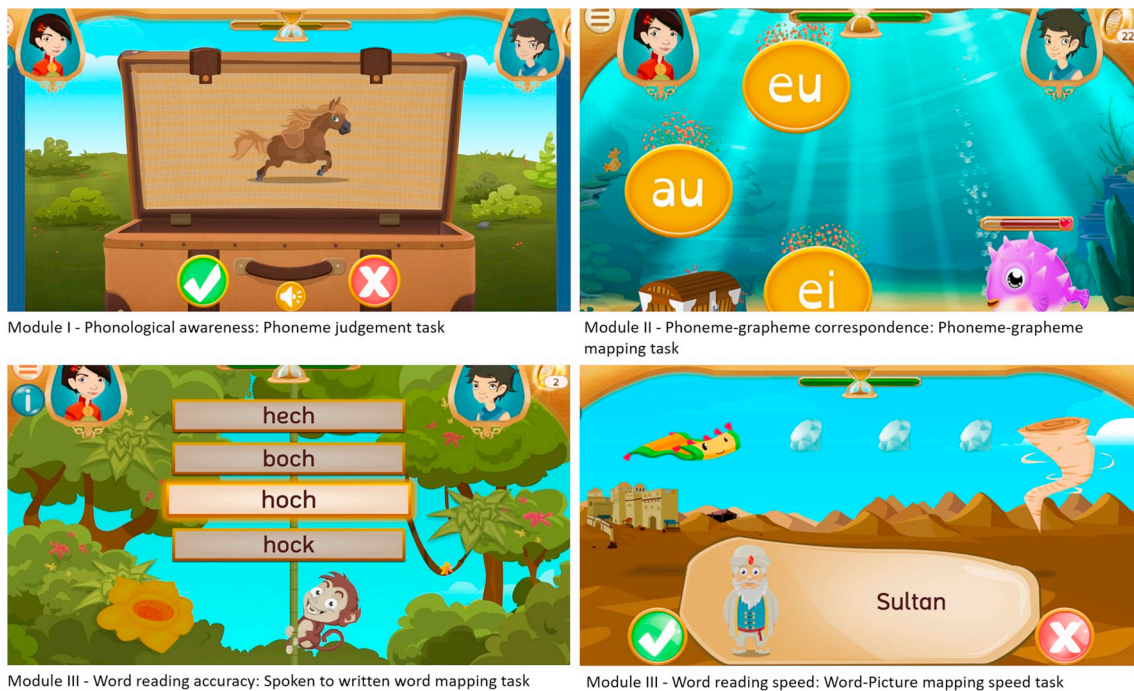 Module I - Phonological awareness: Phoneme judgement task
eu
22
au
ei
Module II - Phoneme-grapheme correspondence: Phoneme-grapheme
mapping task
i
2
hech
boch
hoch
hock
Module III - Word reading accuracy: Spoken to written word mapping task
Sultan
Module III - Word reading speed: Word-Picture mapping speed task